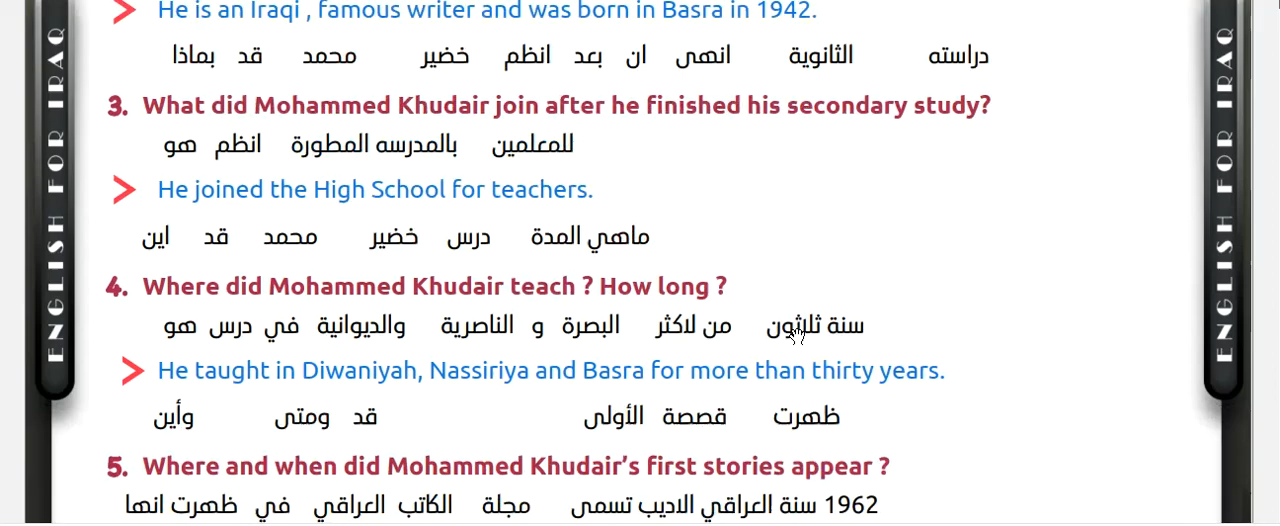 He is an Iraqi , famous writer and was born in Basra in 1942.
دراسته الثانوية انهى ان بعد انظم خضير محمد قد بماذا
3. What did Mohammed Khudair join after he finished his secondary study?
للمعلمين بالمدرسه المطورة انظم هو
> He joined the High School for teachers.
ماهي المدة درس خضير محمد قد اين
4. Where did Mohammed Khudair teach ? How long ?
سنة ثلاثون من لاكثر البصرة و الناصرية والديوانية في درس هو
> He taught in Diwaniyah, Nassiriya and Basra for more than thirty years.
ظهرت قصصة الأولى قد ومتى وأين
5. Where and when did Mohammed Khudair’s first stories appear ?
1962 سنة العراقي الاديب تسمى مجلة الكاتب العراقي في ظهرت انها
ENGLISH FOR IRAQ
ENGLISH FOR IRAQ